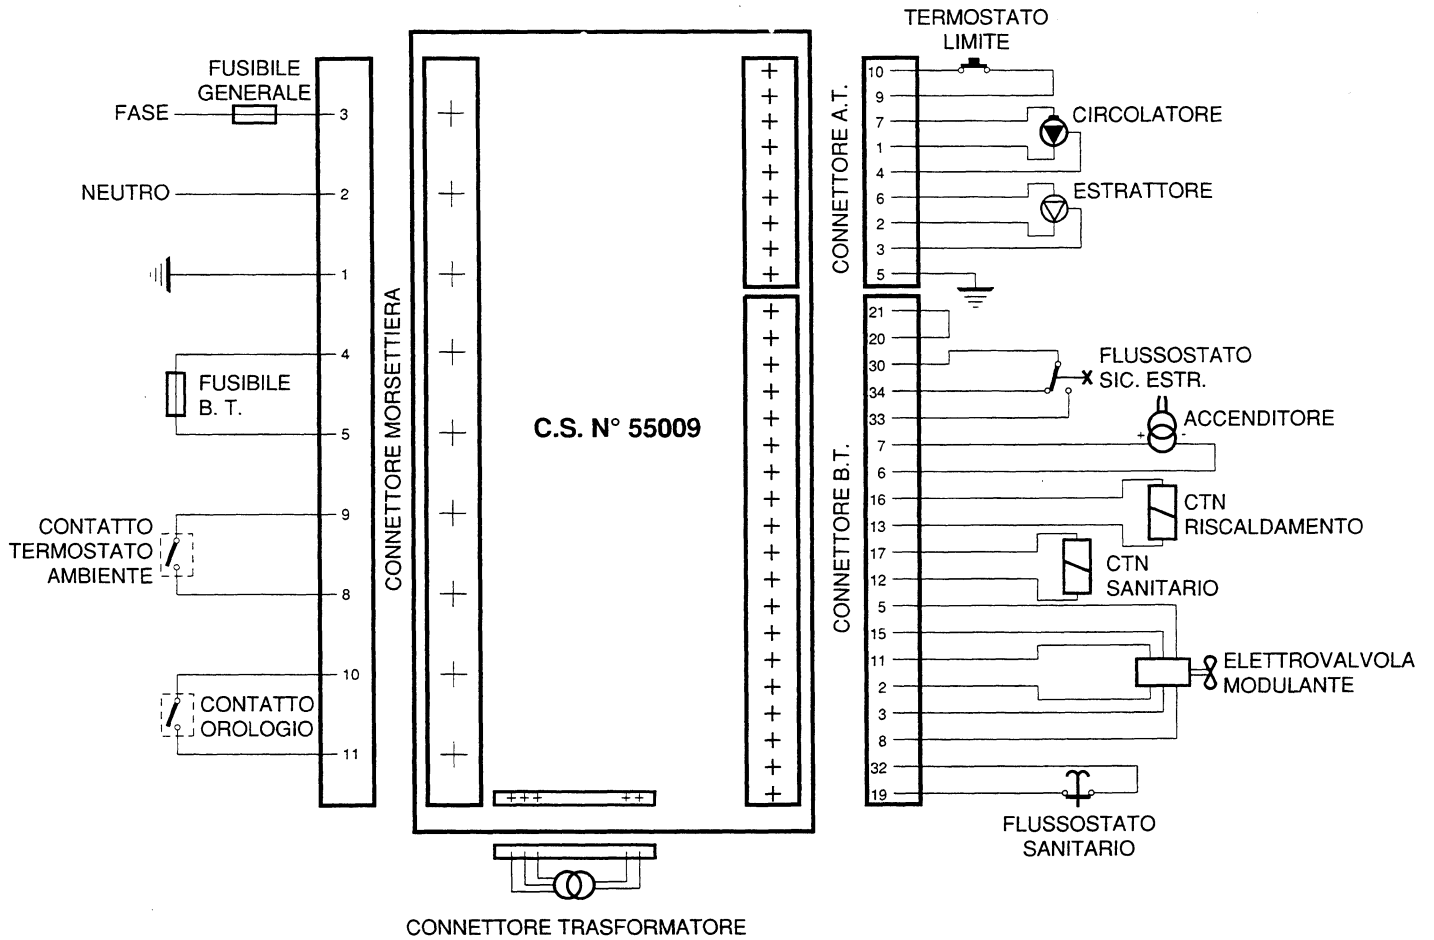 TERMOSTATO
LIMITE
FUSIBILE
GENERALE
FASE
3
NEUTRO
2
1
4
FUSIBILE
B. T.
5
CONTATTO
TERMOSTATO
AMBIENTE
9
8
10
CONTATTO
OROLOGIO
11
CONNETTORE MORSETTIERA
C.S. N° 55009
CONNETTORE A.T.
10
9
7
CIRCOLATORE
1
4
6
ESTRATTORE
2
3
5
CONNETTORE B.T.
21
20
30
FLUSSOSTATO
SIC. ESTR.
34
33
ACCENDITORE
+ -
7
6
16
CTN
RISCALDAMENTO
13
17
CTN
SANITARIO
12
5
15
11
ELETTROVALVOLA
MODULANTE
2
3
8
32
19
FLUSSOSTATO
SANITARIO
CONNETTORE TRASFORMATORE